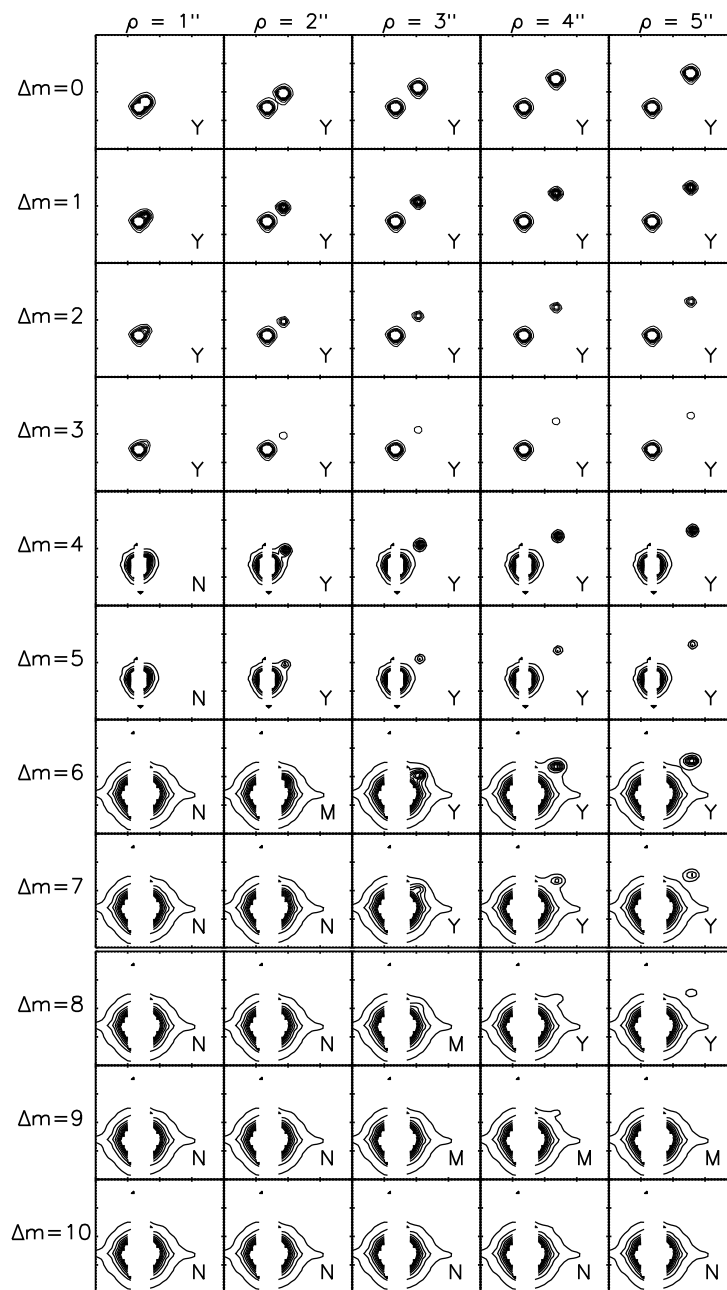 ρ = 1" ρ = 2" ρ = 3" ρ = 4" ρ = 5"
Δm=0 Y Y Y Y Y
Δm=1 Y Y Y Y Y
Δm=2 Y Y Y Y Y
Δm=3 Y Y Y Y Y
Δm=4 N Y Y Y Y
Δm=5 N Y Y Y Y
Δm=6 N M Y Y Y
Δm=7 N N Y Y Y
Δm=8 N N M Y Y
Δm=9 N N M M M
Δm=10 N N N N N